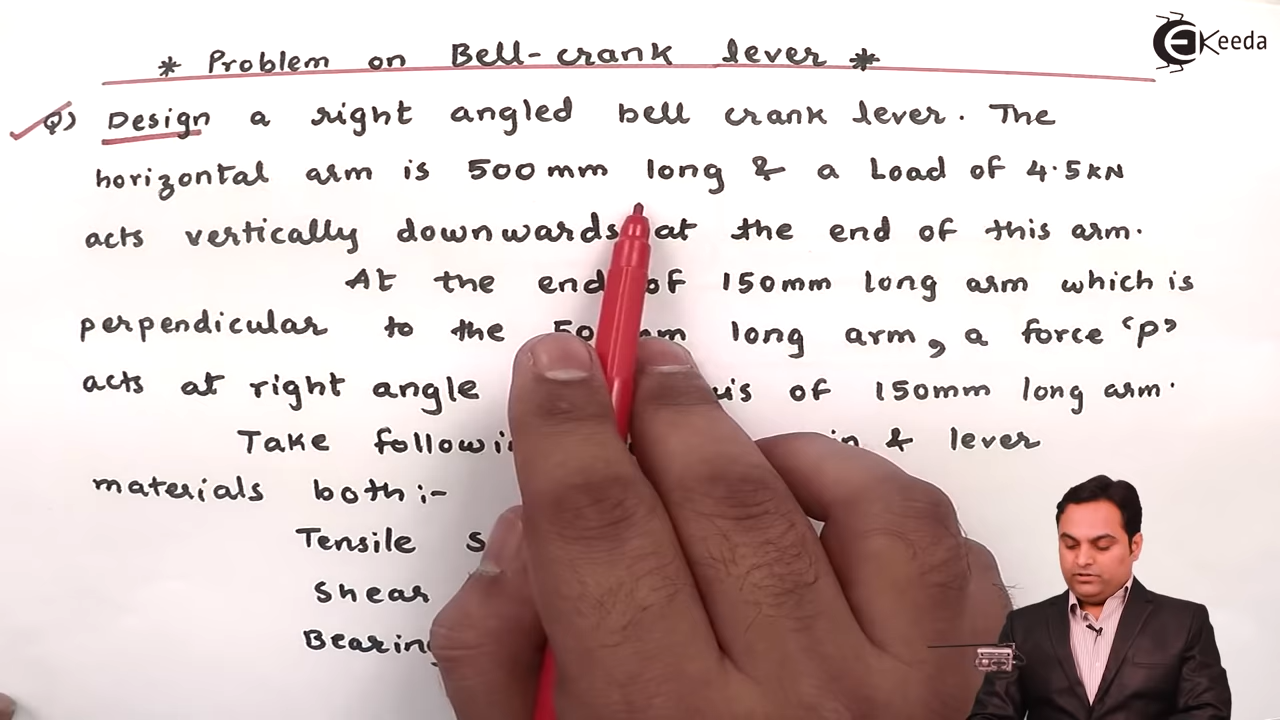 Keeda
* Problem on Bell-crank lever *
Q) Design a right angled bell crank lever. The
horizontal arm is 500mm long & a Load of 4.5kN
acts vertically downwards at the end of this arm.
At the end of 150mm long arm which is
perpendicular to the mm long arm, a force 'P'
acts at right angle of 150mm long arm.
Take & lever
materials both :-
Tensile
Shear
Bearing